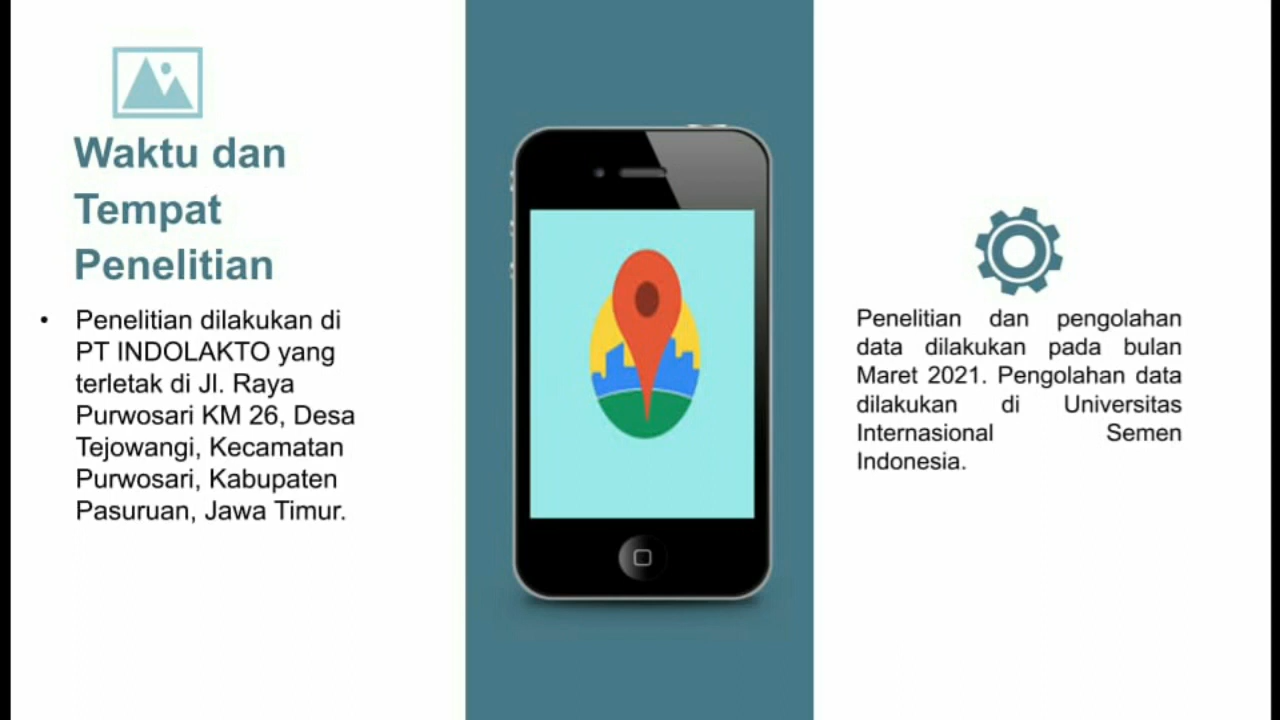 Waktu dan
Tempat
Penelitian
• Penelitian dilakukan di
PT INDOLAKTO yang
terletak di Jl. Raya
Purwosari KM 26, Desa
Tejowangi, Kecamatan
Purwosari, Kabupaten
Pasuruan, Jawa Timur.
Penelitian dan pengolahan
data dilakukan pada bulan
Maret 2021. Pengolahan data
dilakukan di Universitas
Internasional Semen
Indonesia.